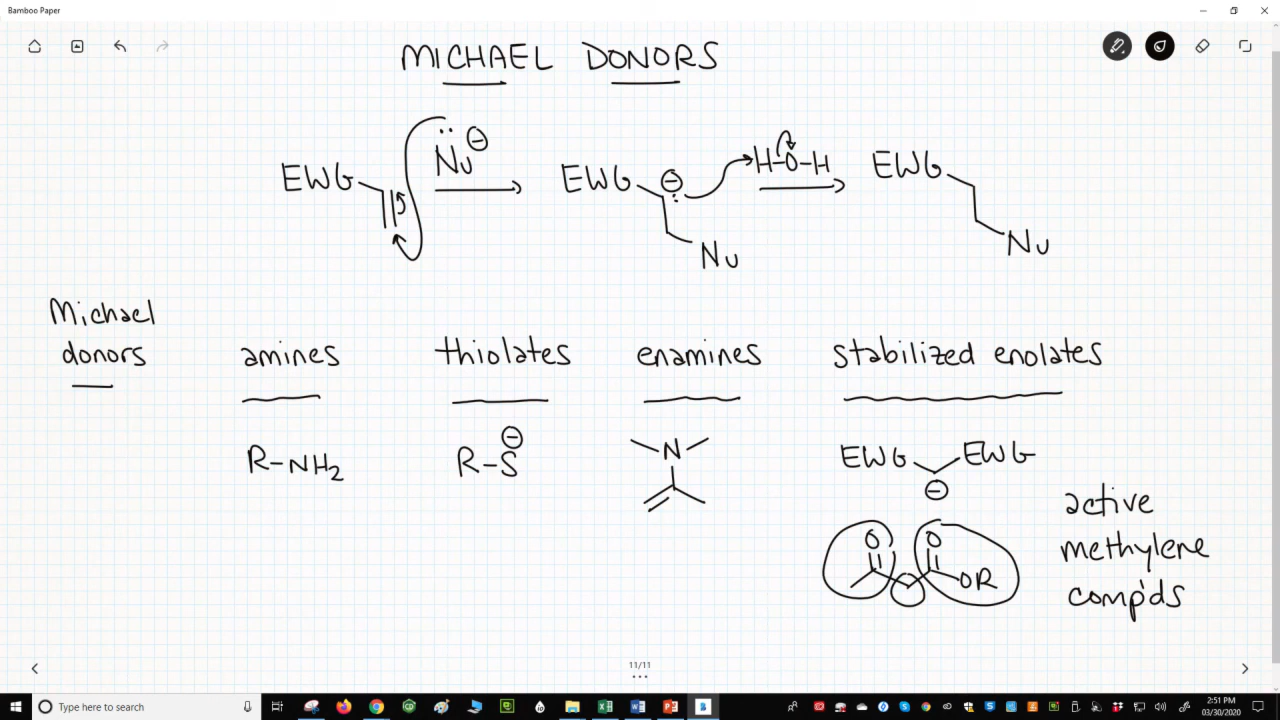 Bamboo Paper
MICHAEL DONORS
EWG
Nu ⊖
EWG ⊖
Nu
H-O-H
EWG
Nu
Michael
donors
amines
thiolates
enamines
stabilized enolates
R-NH2
R-S ⊖
N
EWG EWG
⊖
O O
OR
active
methylene
comp'ds
11/11
Type here to search
2:51 PM
03/30/2020